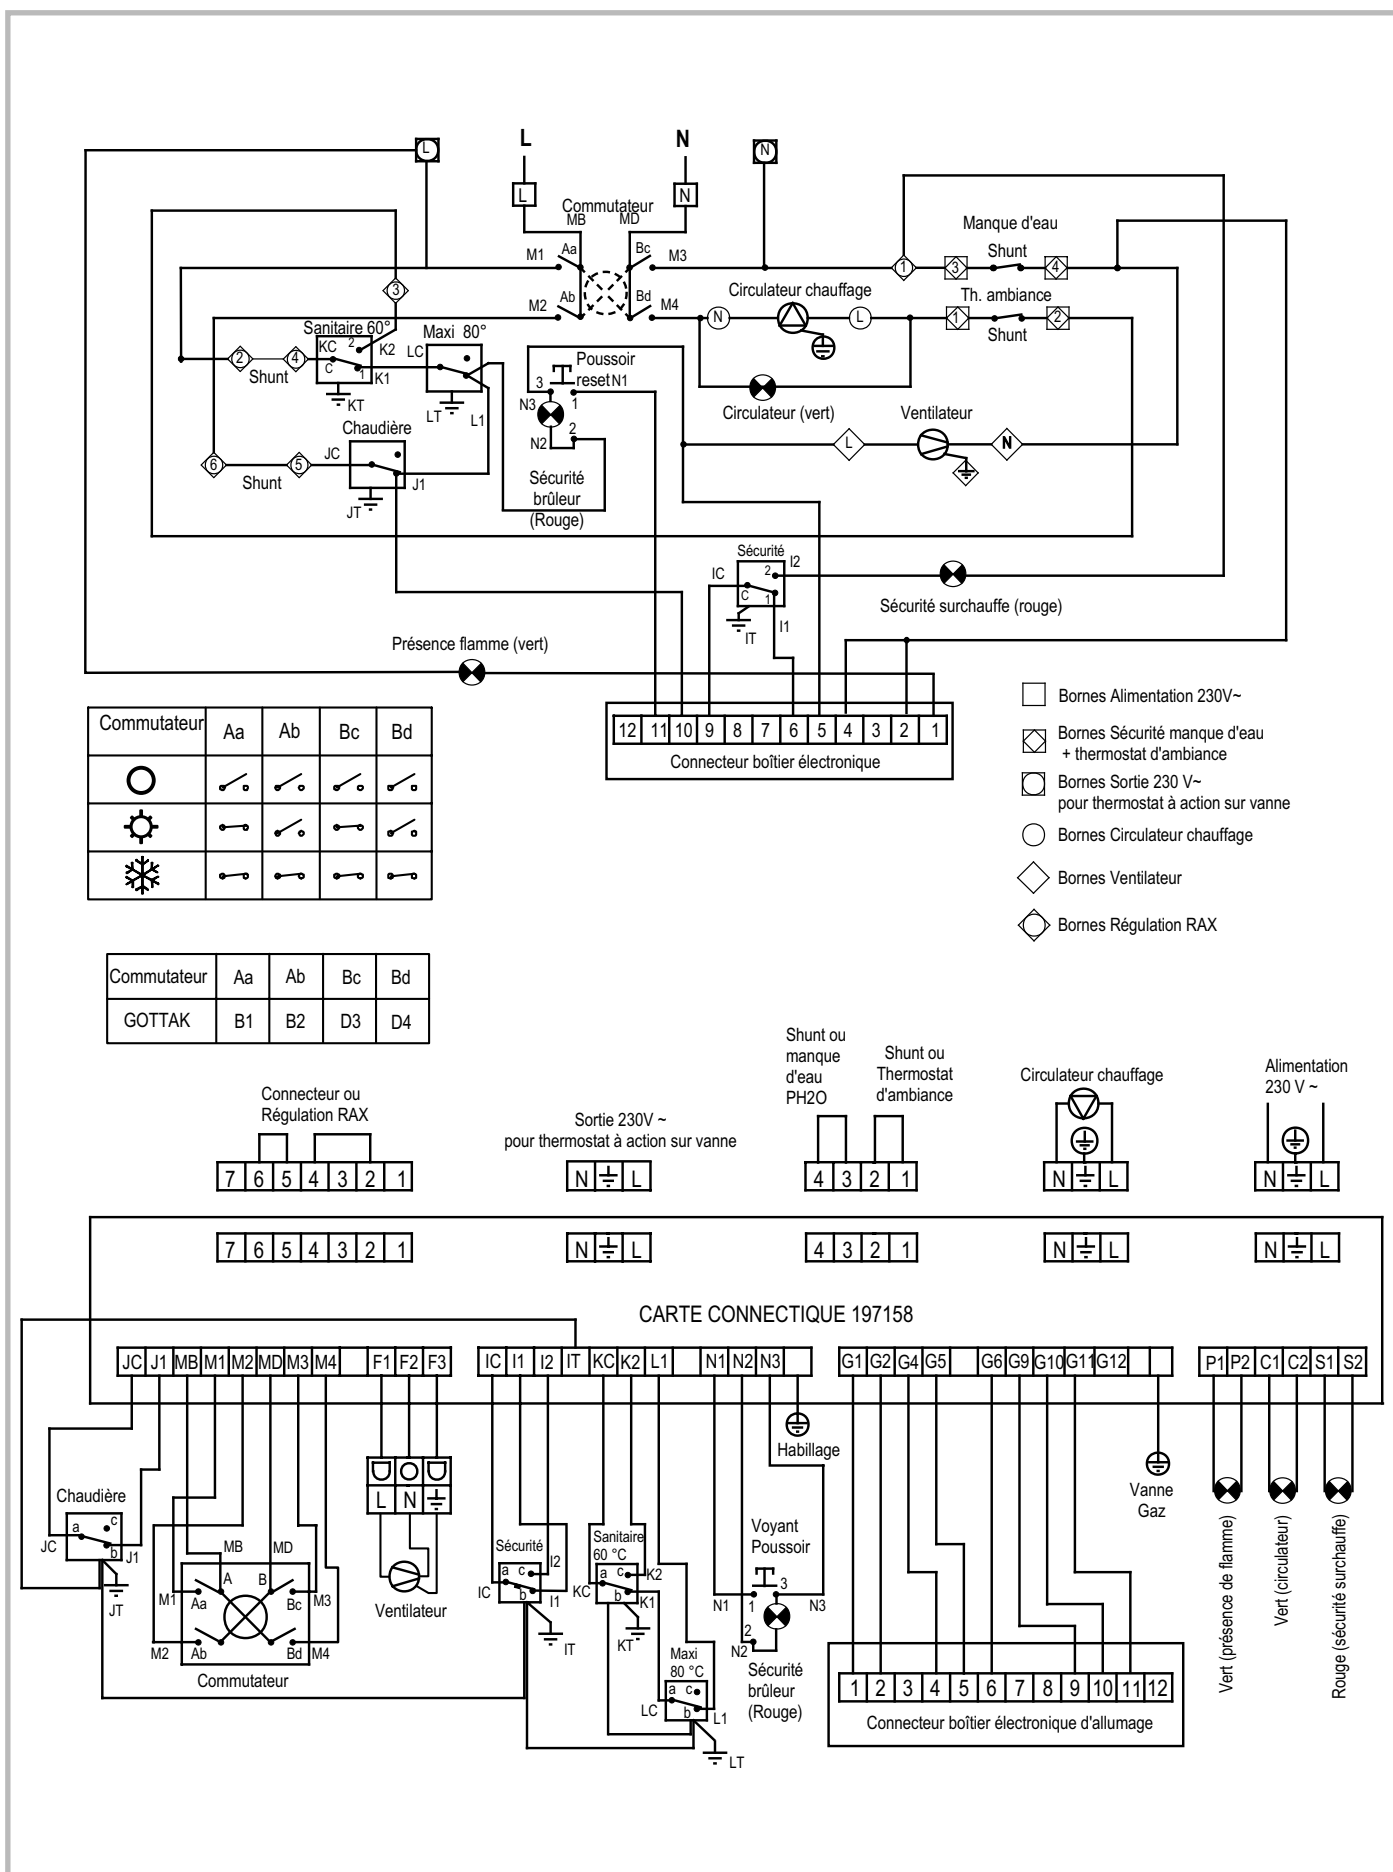 L
N
L
L
N
N
Commutateur
MB
MD
Manque d'eau
M1
Aa
Bc
M3
1
3
Shunt
4
3
Circulateur chauffage
M2
Ab
Bd
M4
N
L
Th. ambiance
1
Shunt
2
Sanitaire 60°
Maxi 80°
KC
2
K2
LC
2
4
C
1
K1
Shunt
KT
LT
L1
Poussoir
reset
N1
3
N3
1
2
N2
Circulateur (vert)
Ventilateur
L
N
Chaudière
JC
6
5
Shunt
J1
JT
Sécurité
brûleur
(Rouge)
Sécurité
I2
IC
2
C
1
I1
IT
Sécurité surchauffe (rouge)
Présence flamme (vert)
12 11 10 9 8 7 6 5 4 3 2 1
Connecteur boîtier électronique
Bornes Alimentation 230V~
Bornes Sécurité manque d'eau
+ thermostat d'ambiance
Bornes Sortie 230 V~
pour thermostat à action sur vanne
Bornes Circulateur chauffage
Bornes Ventilateur
Bornes Régulation RAX
Commutateur Aa Ab Bc Bd
Commutateur Aa Ab Bc Bd
GOTTAK B1 B2 D3 D4
Connecteur ou
Régulation RAX
Sortie 230V ~
pour thermostat à action sur vanne
Shunt ou
manque
d'eau
PH2O
Shunt ou
Thermostat
d'ambiance
Circulateur chauffage
Alimentation
230 V ~
7 6 5 4 3 2 1
N L
4 3 2 1
N L
N L
7 6 5 4 3 2 1
N L
4 3 2 1
N L
N L
CARTE CONNECTIQUE 197158
JC J1 MB M1 M2 MD M3 M4 F1 F2 F3
IC I1 I2 IT KC K2 L1 N1 N2 N3
G1 G2 G4 G5 G6 G9 G10 G11 G12
P1 P2 C1 C2 S1 S2
Habillage
L N
Vanne
Gaz
Chaudière
a
c
b
JC
J1
JT
MB
MD
M1
A
B
Aa
Bc
M3
M2
Ab
Bd
M4
Commutateur
Ventilateur
Sécurité
a
c
b
I2
IC
I1
IT
Sanitaire
60 °C
a
c
b
K2
KC
K1
KT
Maxi
80 °C
a
c
b
LC
L1
LT
Voyant
Poussoir
3
N1
1
N3
2
N2
Sécurité
brûleur
(Rouge)
1 2 3 4 5 6 7 8 9 10 11 12
Connecteur boîtier électronique d'allumage
Vert (présence de flamme)
Vert (circulateur)
Rouge (sécurité surchauffe)